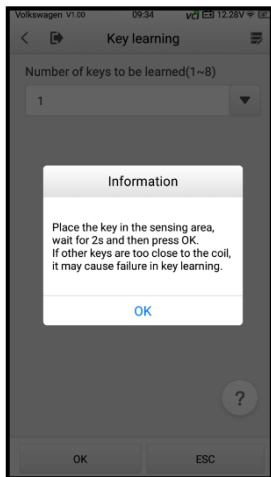 Volkswagen V1.00 09:34 VCI 12.28V
Key learning
Number of keys to be learned(1~8)
1
Information
Place the key in the sensing area,
wait for 2s and then press OK.
If other keys are too close to the coil,
it may cause failure in key learning.
OK
?
OK ESC